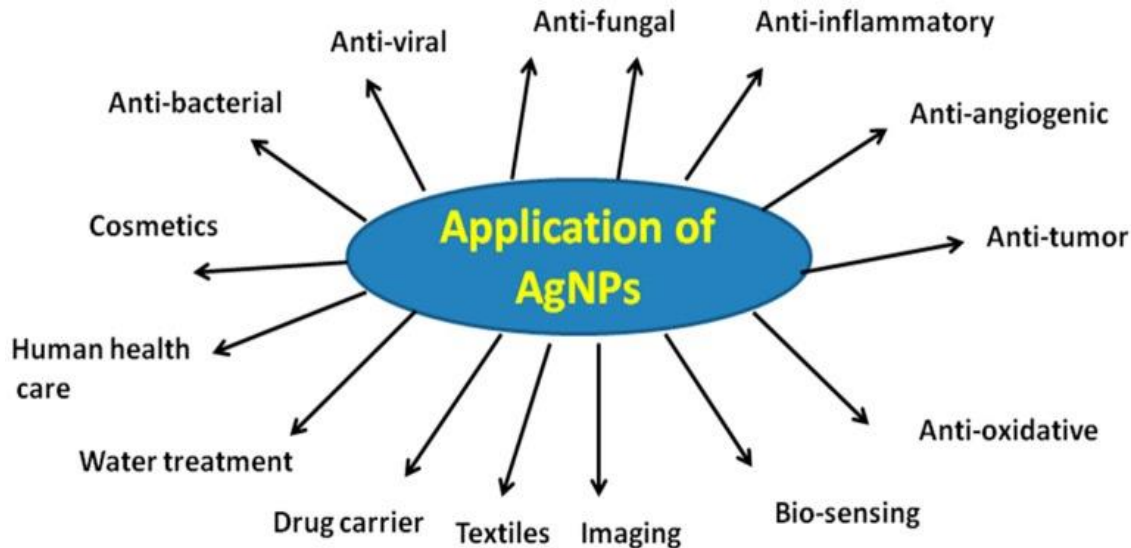 Anti-fungal
Anti-inflammatory
Anti-viral
Anti-bacterial
Anti-angiogenic
Cosmetics
Application of
AgNPs
Anti-tumor
Human health
care
Anti-oxidative
Water treatment
Bio-sensing
Drug carrier
Textiles
Imaging